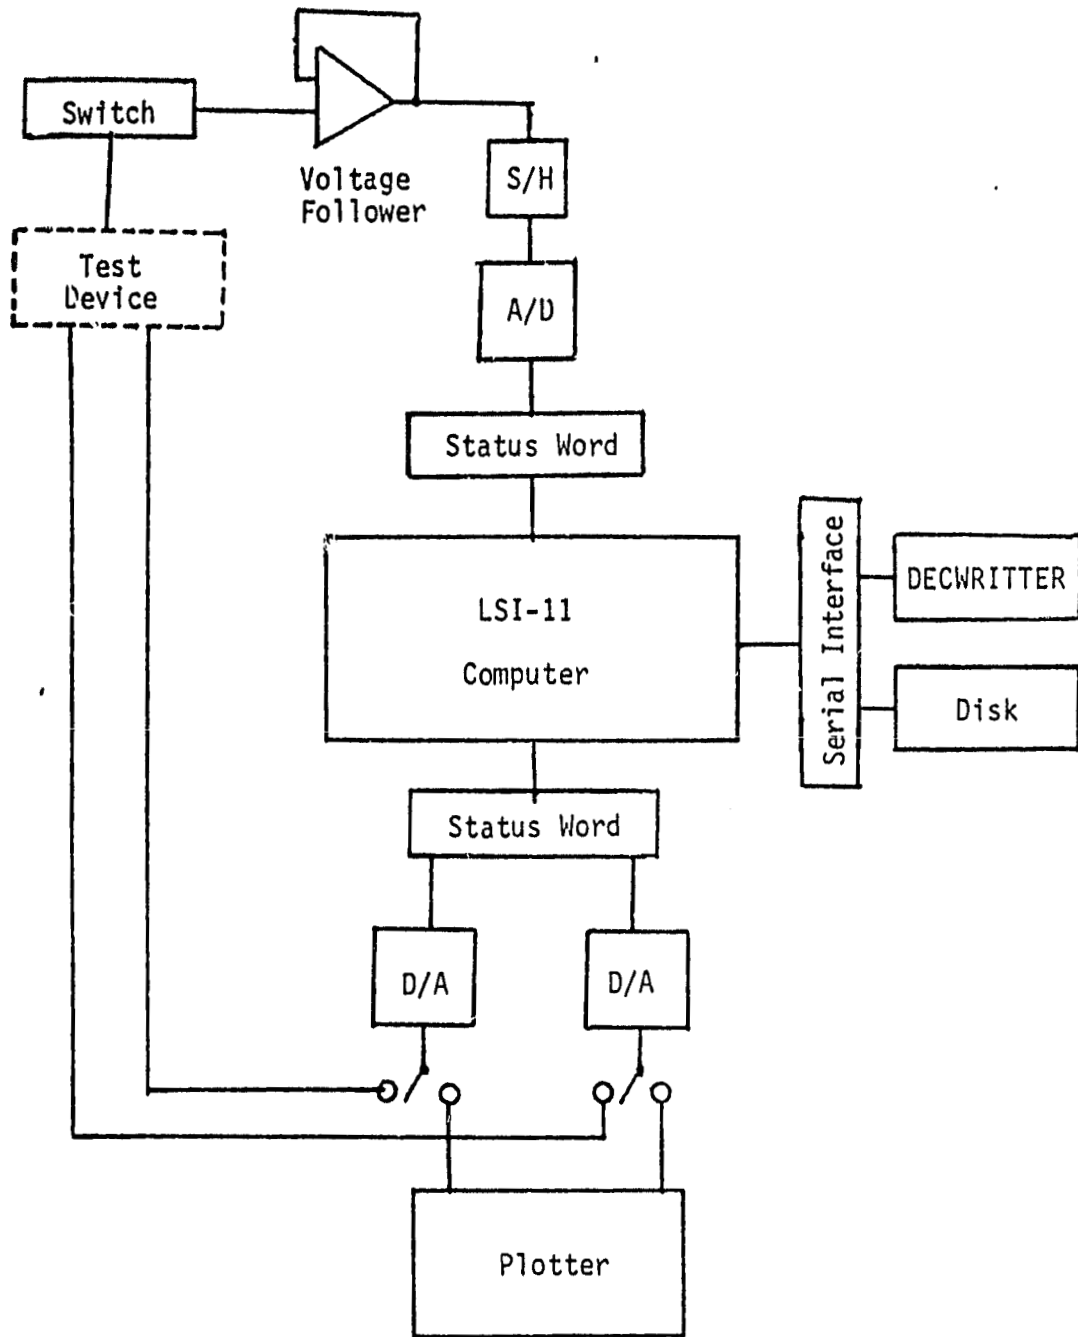 Switch
Voltage
Follower
S/H
Test
Device
A/D
Status Word
LSI-11
Computer
Serial Interface
DECWRITTER
Disk
Status Word
D/A
D/A
Plotter